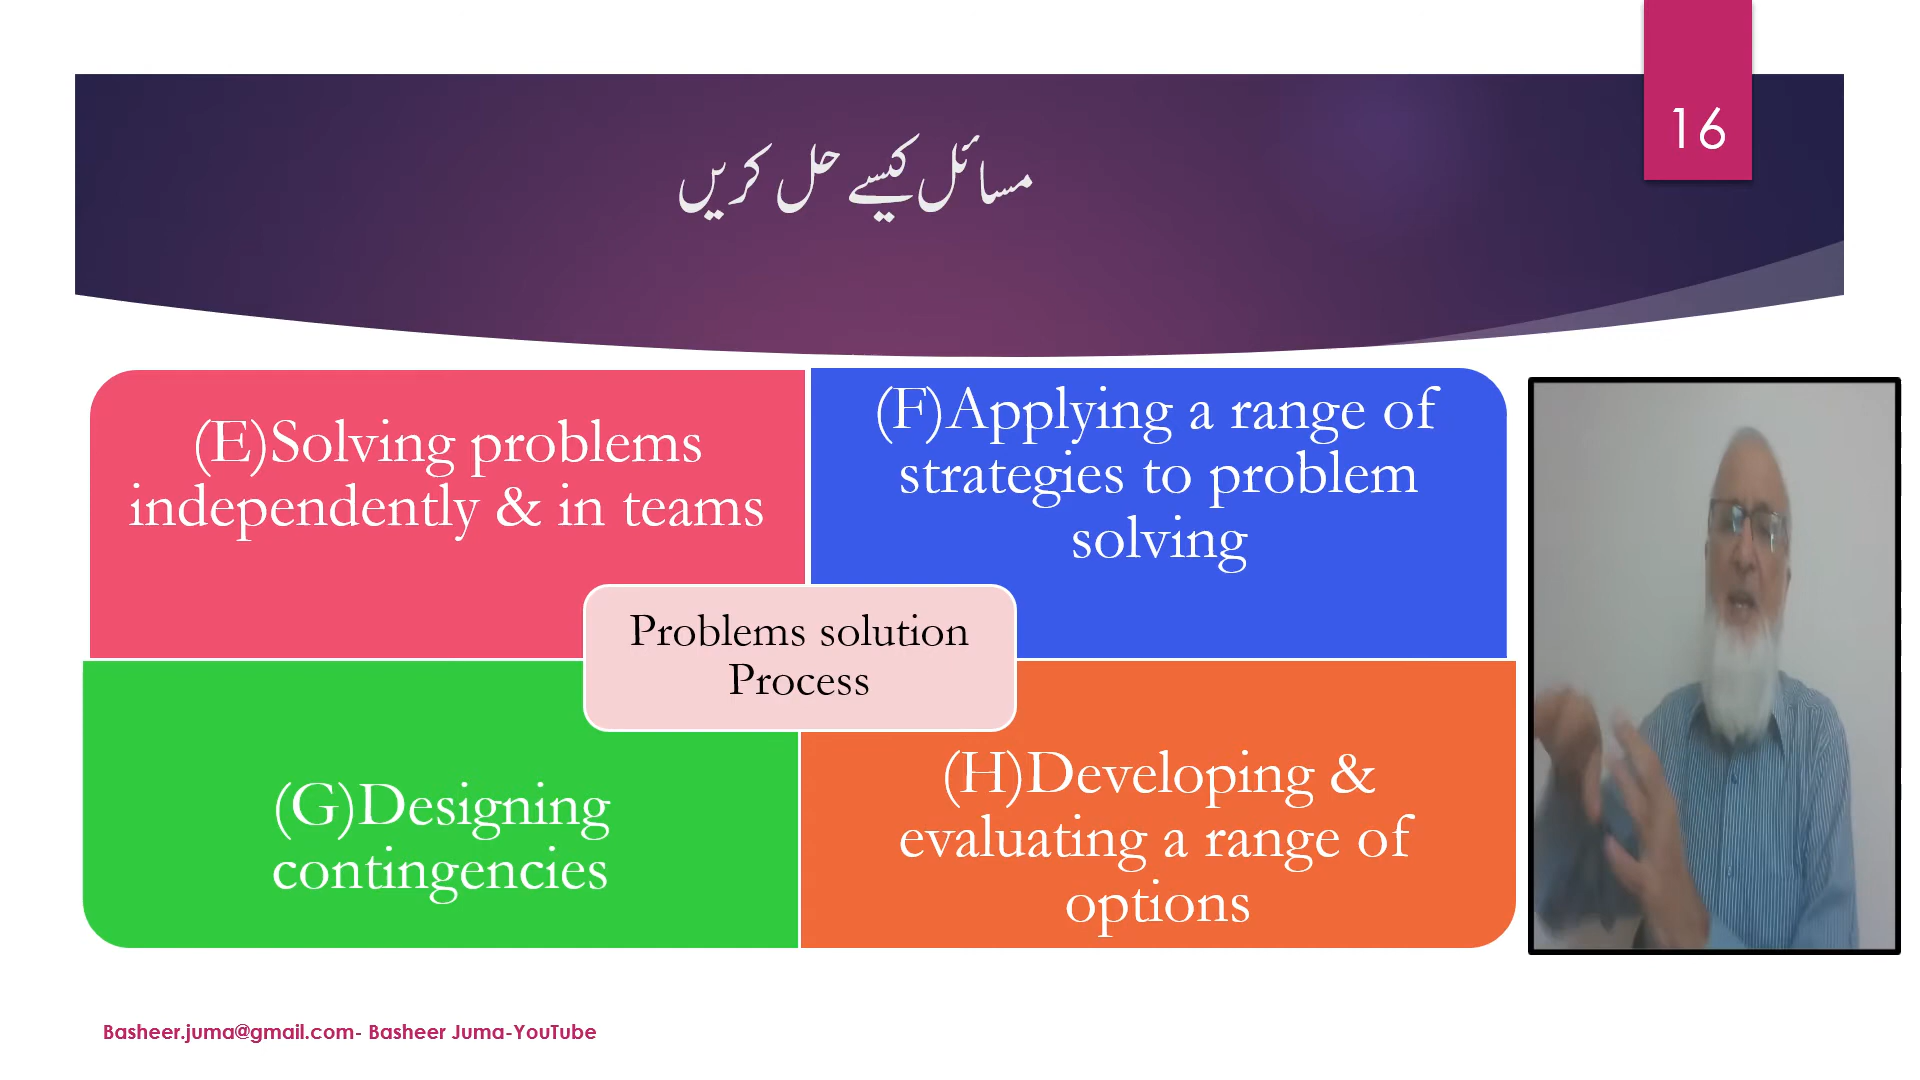 16
مسائل کیسے حل کریں
(E)Solving problems
independently & in teams
(F)Applying a range of
strategies to problem
solving
Problems solution
Process
(G)Designing
contingencies
(H)Developing &
evaluating a range of
options
Basheer.juma@gmail.com- Basheer Juma-YouTube